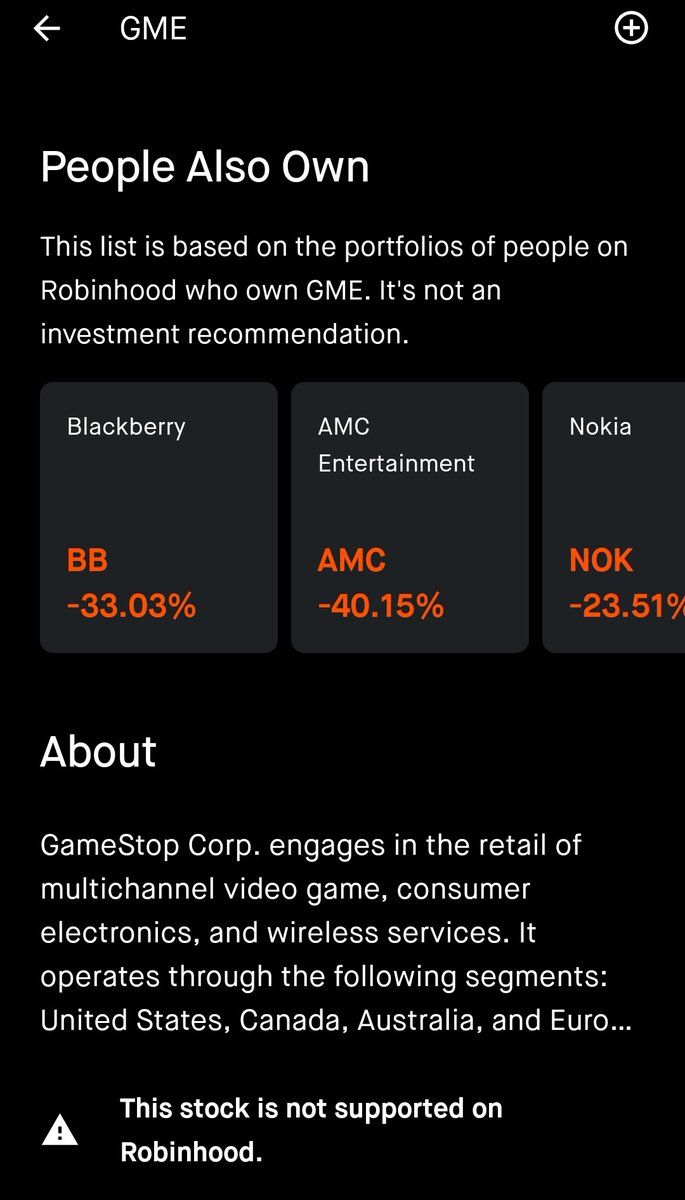 GME
People Also Own
This list is based on the portfolios of people on
Robinhood who own GME. It's not an
investment recommendation.
Blackberry
AMC
Entertainment
Nokia
BB
AMC
NOK
-33.03%
-40.15%
-23.51%
About
GameStop Corp. engages in the retail of
multichannel video game, consumer
electronics, and wireless services. It
operates through the following segments:
United States, Canada, Australia, and Euro...
This stock is not supported on
Robinhood.